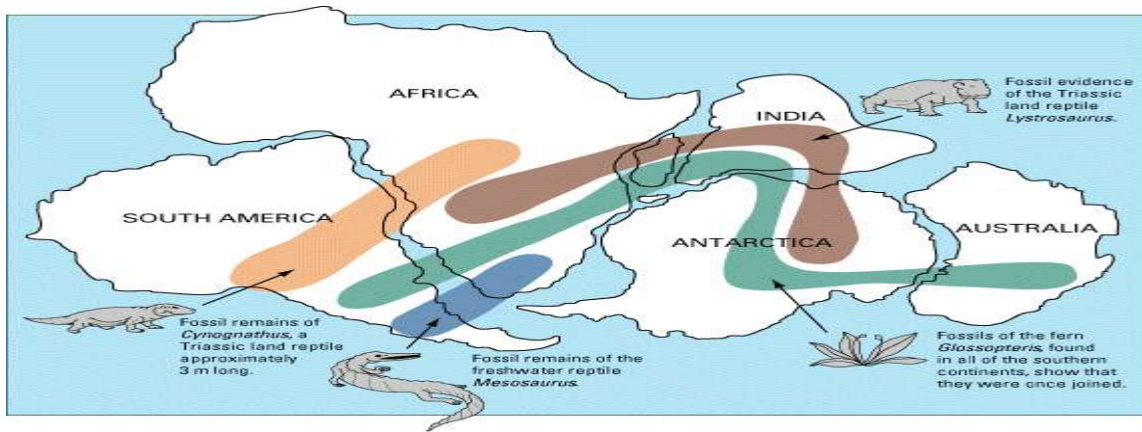 AFRICA
INDIA
SOUTH AMERICA
ANTARCTICA
AUSTRALIA
Fossil evidence
of the Triassic
land reptile
Lystrosaurus.
Fossil remains of
Cynognathus, a
Triassic land reptile
approximately
3 m long.
Fossil remains of the
freshwater reptile
Mesosaurus.
Fossils of the fern
Glossopteris, found
in all of the southern
continents, show that
they were once joined.